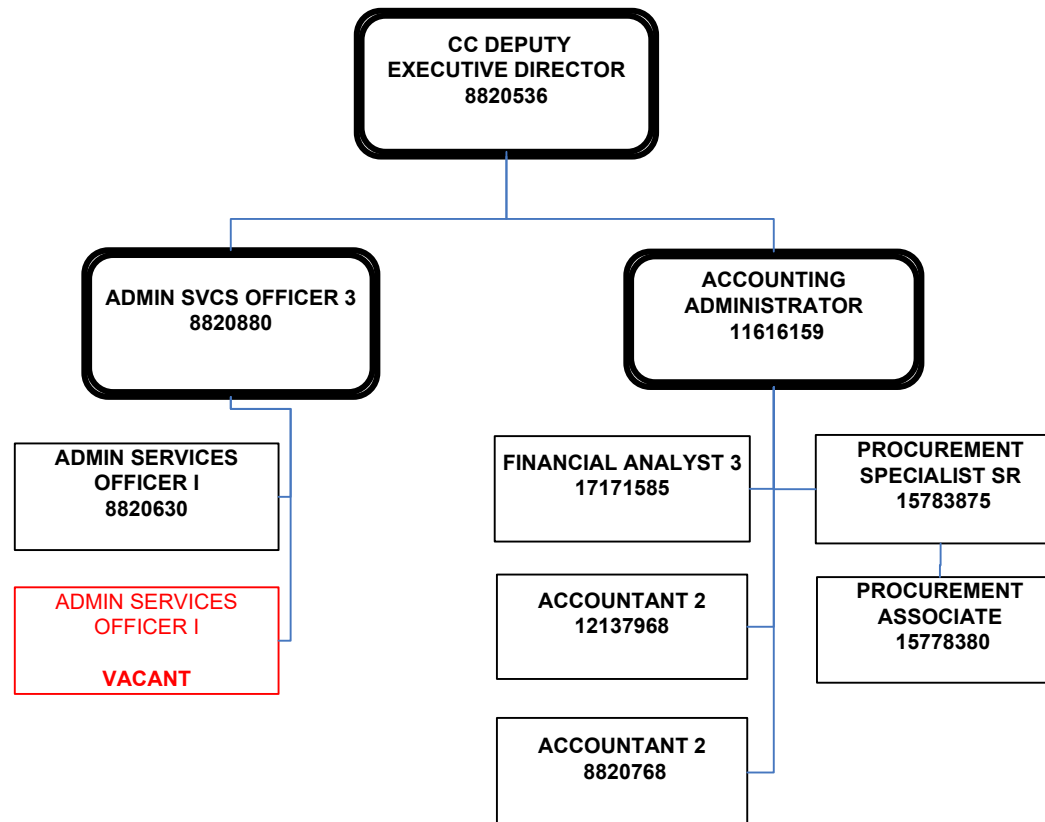 CC DEPUTY
EXECUTIVE DIRECTOR
8820536
ADMIN SVCS OFFICER 3
8820880
ACCOUNTING
ADMINISTRATOR
11616159
ADMIN SERVICES
OFFICER I
8820630
ADMIN SERVICES
OFFICER I
VACANT
FINANCIAL ANALYST 3
17171585
PROCUREMENT
SPECIALIST SR
15783875
ACCOUNTANT 2
12137968
PROCUREMENT
ASSOCIATE
15778380
ACCOUNTANT 2
8820768